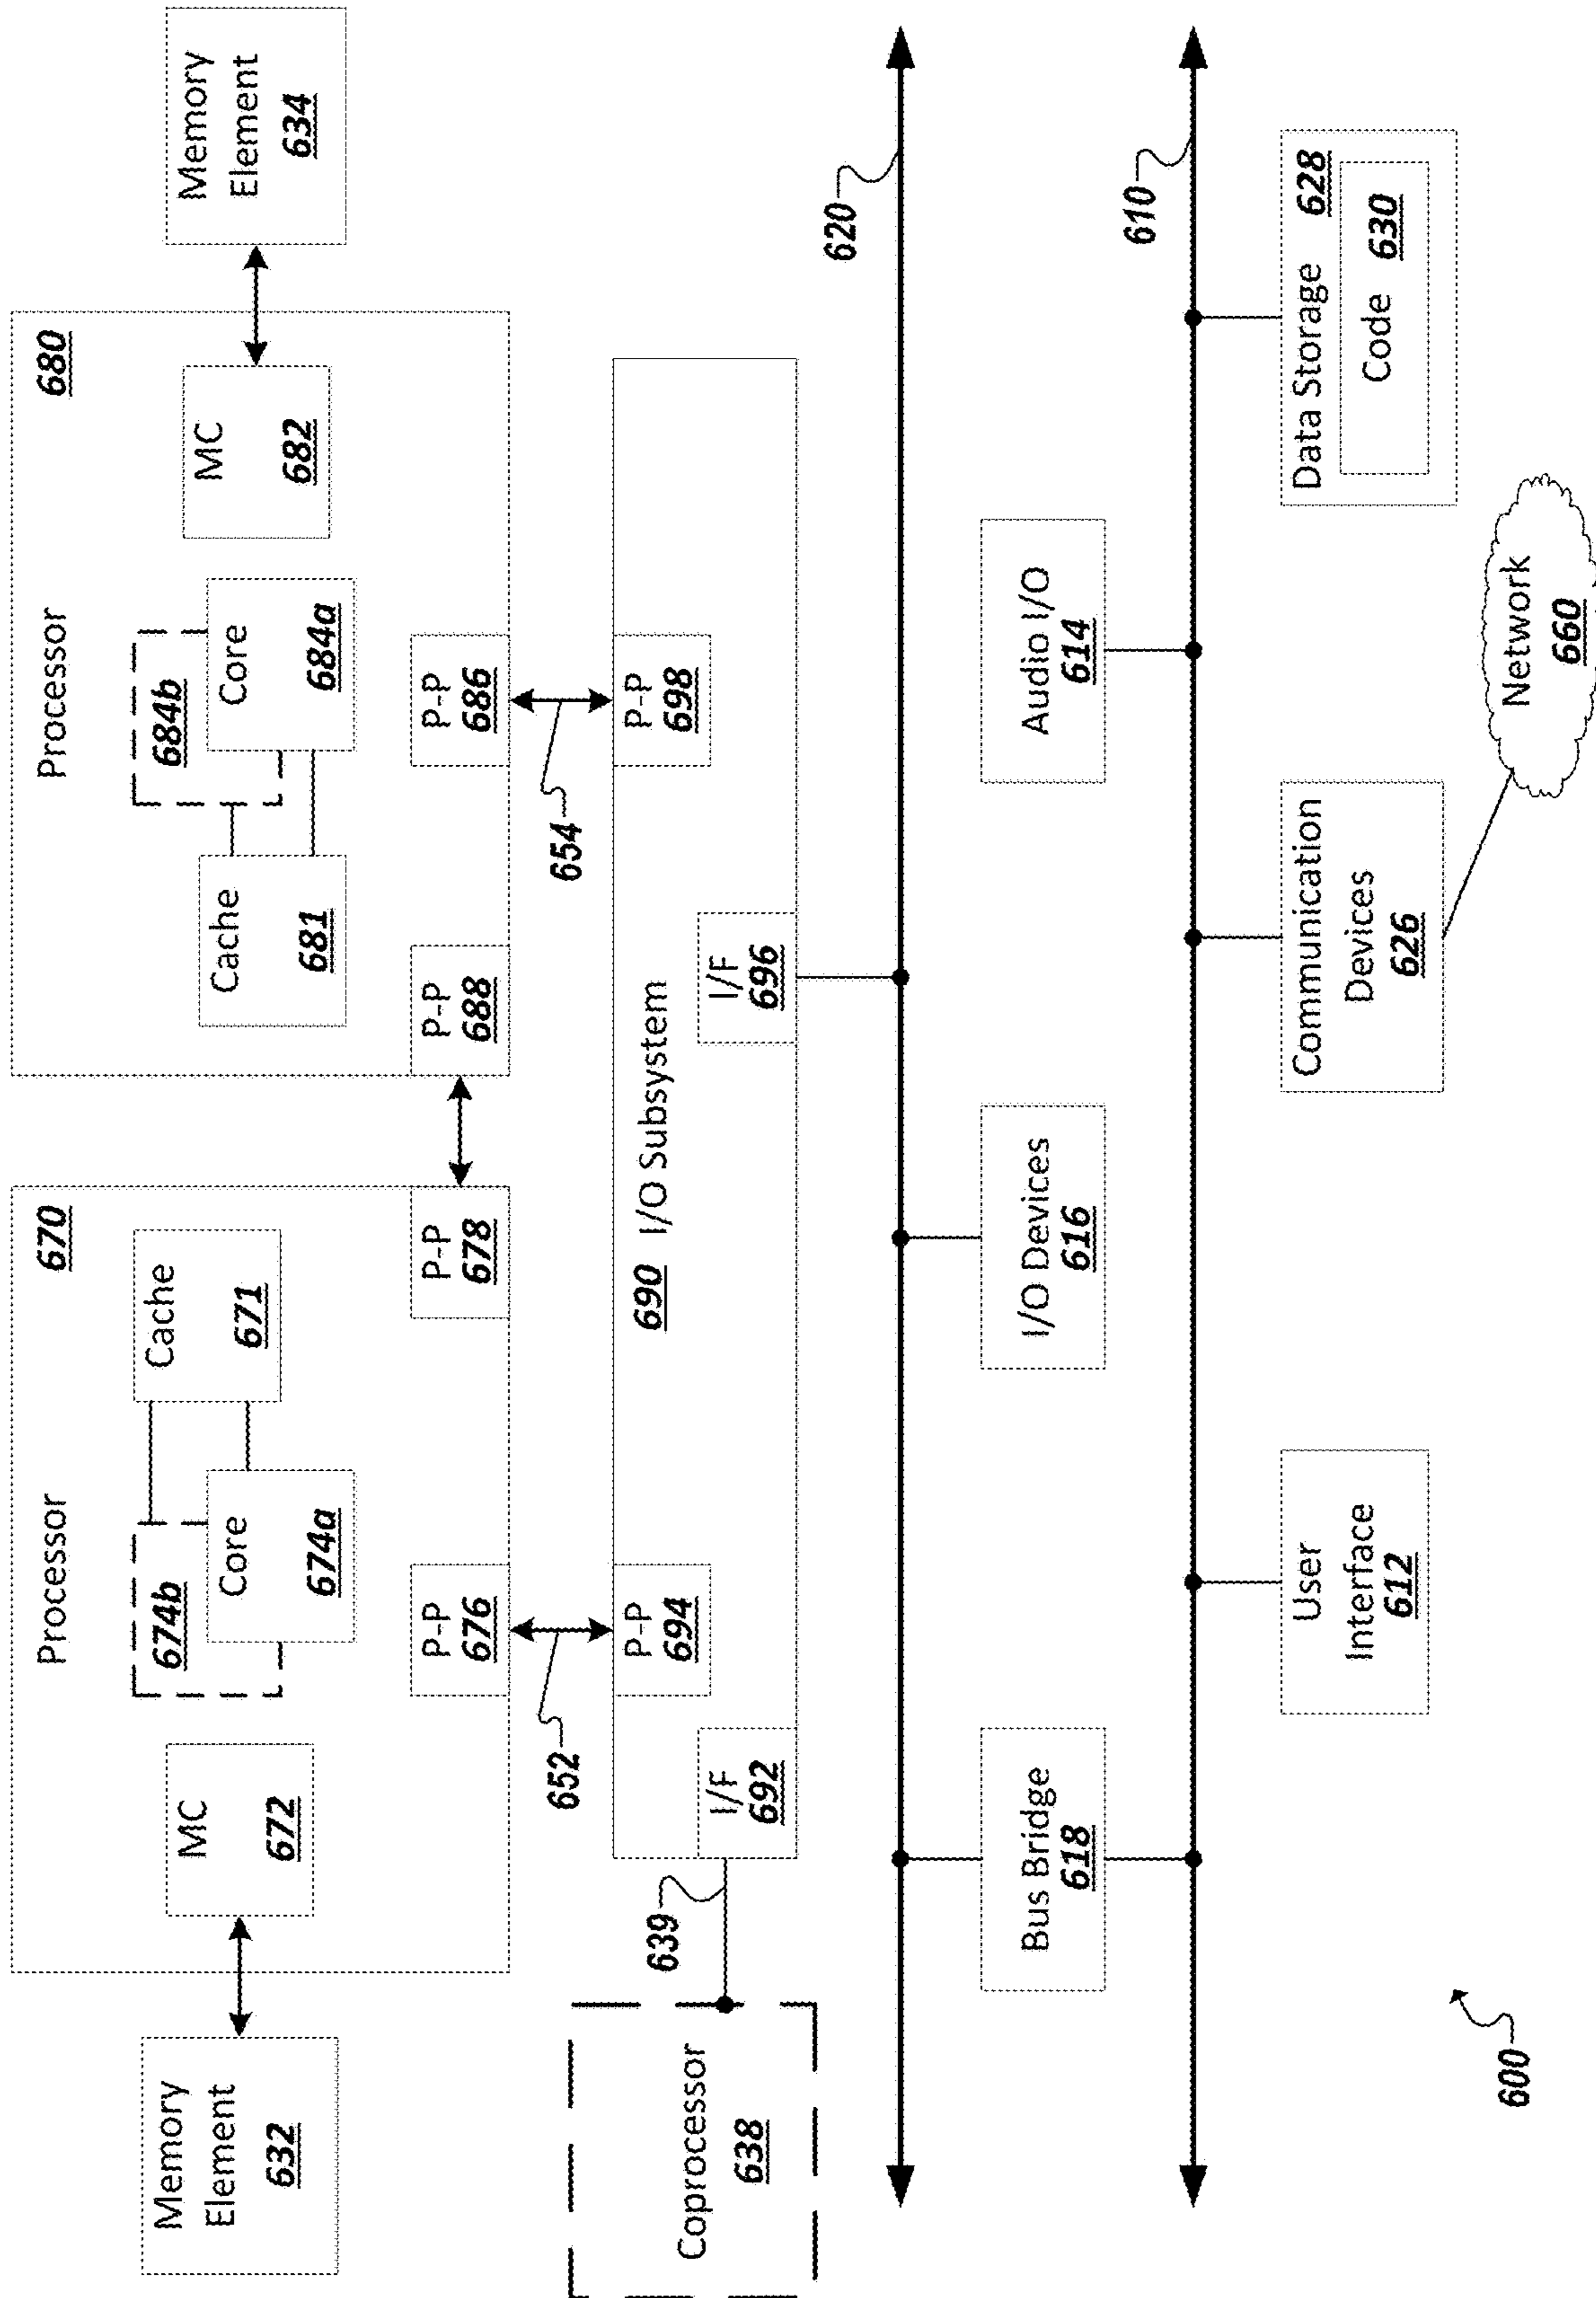 600
Processor
670
Memory
Element
632
MC
672
674b
Core
674a
Cache
671
P-P
676
P-P
678
Processor
680
Cache
681
684b
Core
684a
MC
682
Memory
Element
634
P-P
688
P-P
686
652
654
Coprocessor
638
639
I/F
692
P-P
694
690 I/O Subsystem
I/F
696
P-P
698
620
Bus Bridge
618
I/O Devices
616
Audio I/O
614
610
User
Interface
612
Communication
Devices
626
Data Storage 628
Code 630
Network
660